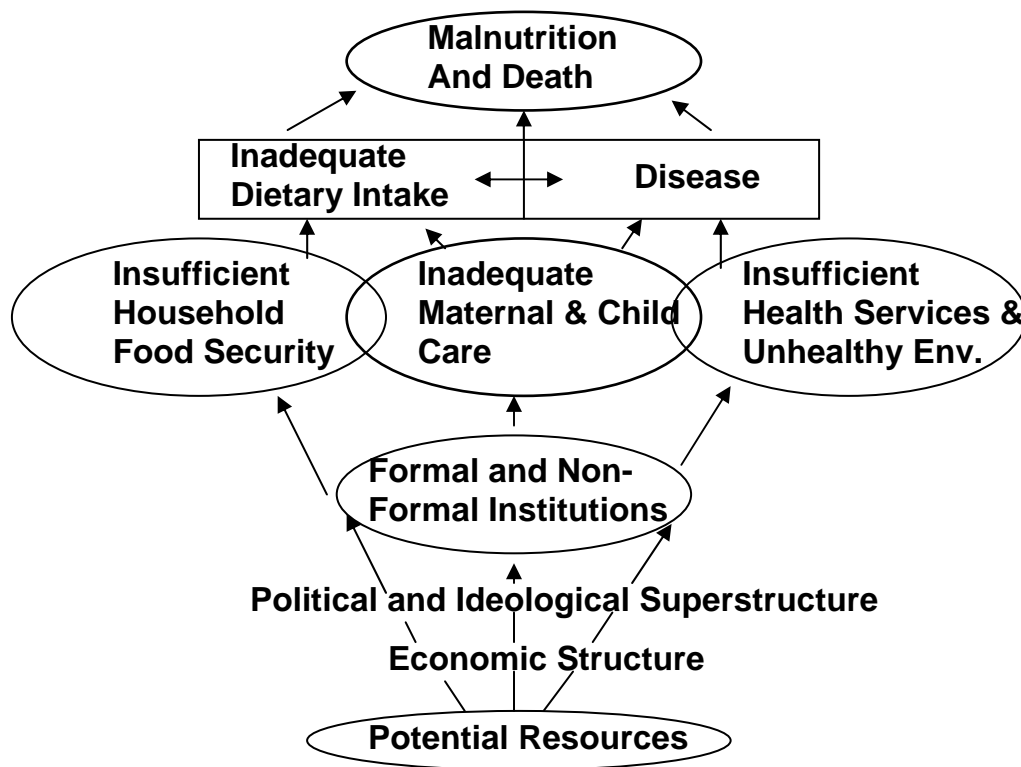 Malnutrition
And Death
Inadequate
Dietary Intake
Disease
Insufficient
Household
Food Security
Inadequate
Maternal & Child
Care
Insufficient
Health Services &
Unhealthy Env.
Formal and Non-
Formal Institutions
Political and Ideological Superstructure
Economic Structure
Potential Resources